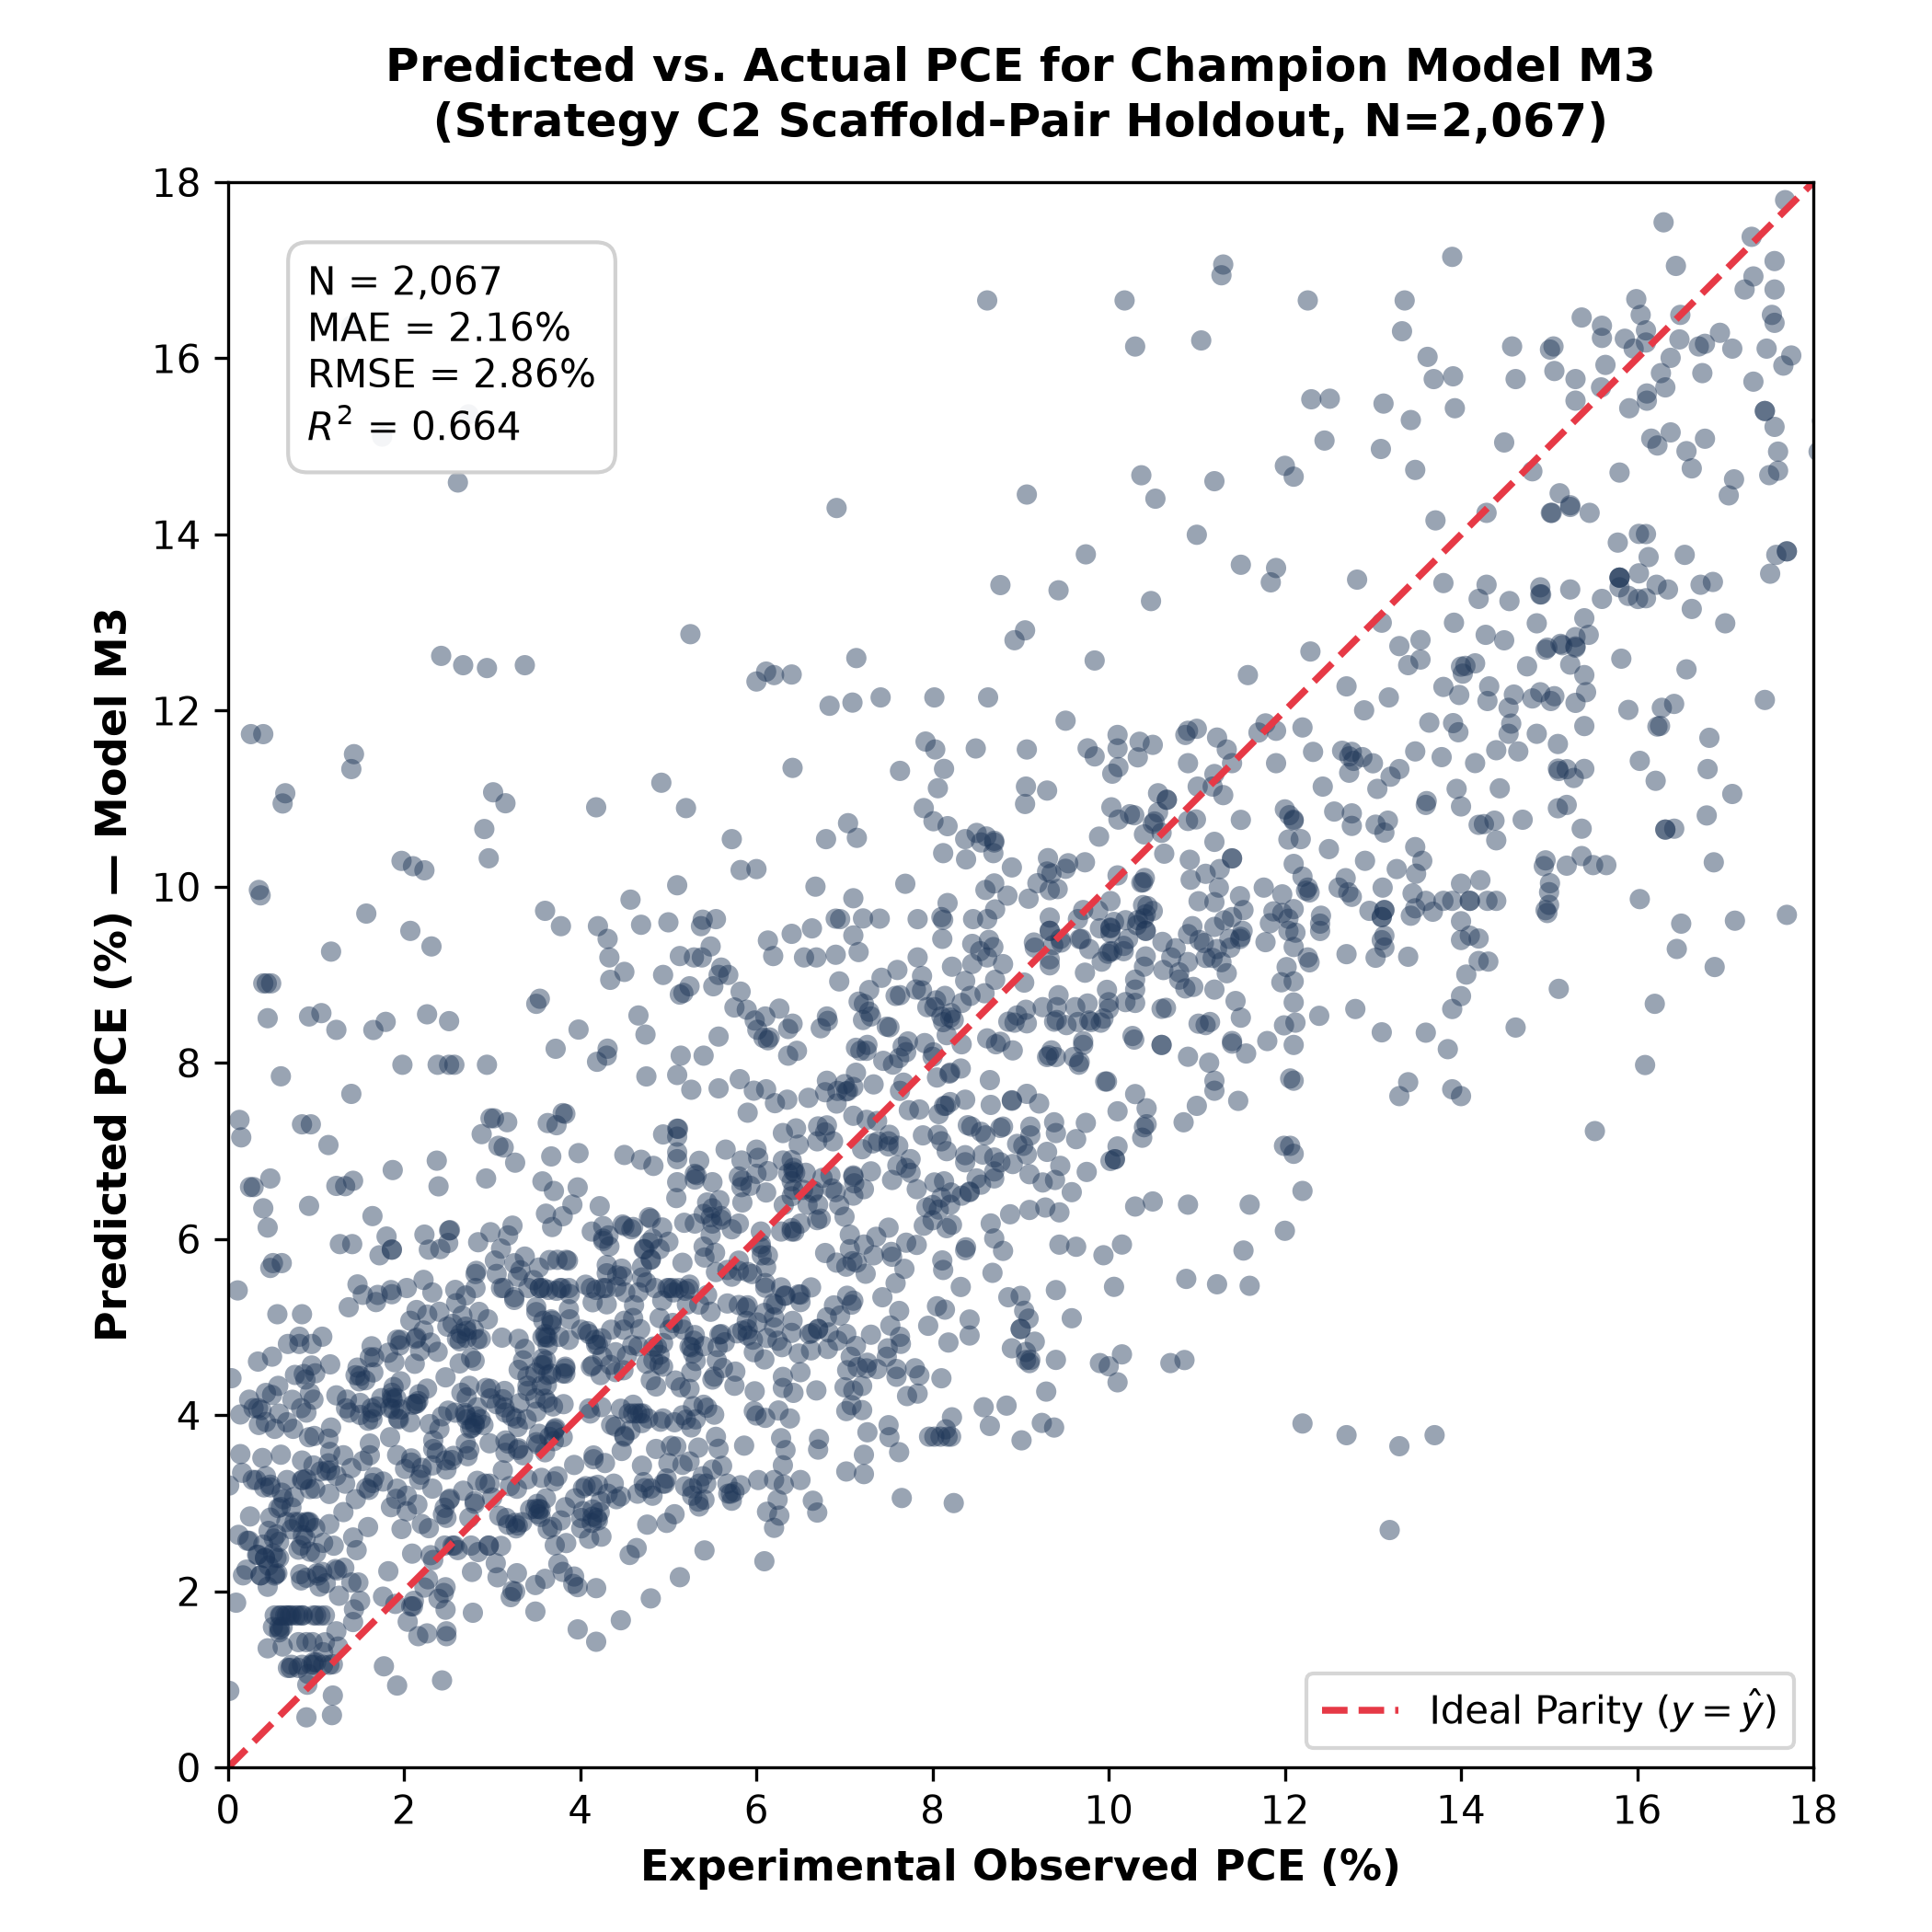 Predicted vs. Actual PCE for Champion Model M3
(Strategy C2 Scaffold-Pair Holdout, N=2,067)
18
16
14
12
10
8
6
4
2
0
Predicted PCE (%) — Model M3
N = 2,067
MAE = 2.16%
RMSE = 2.86%
R² = 0.664
Ideal Parity (y = ŷ)
0 2 4 6 8 10 12 14 16 18
Experimental Observed PCE (%)